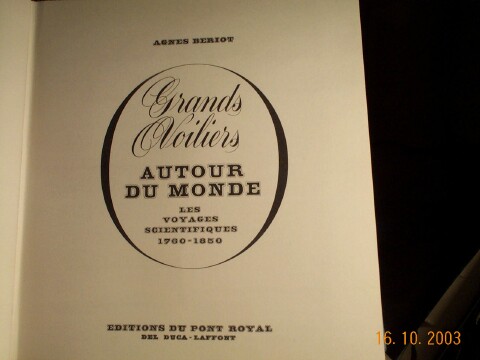 AGNES BERIOT
Grands
Voiliers
AUTOUR
DU MONDE
LES
VOYAGES
SCIENTIFIQUES
1760-1850
EDITIONS DU PONT ROYAL
DEL DUCA-LAFFONT
16.10.2003